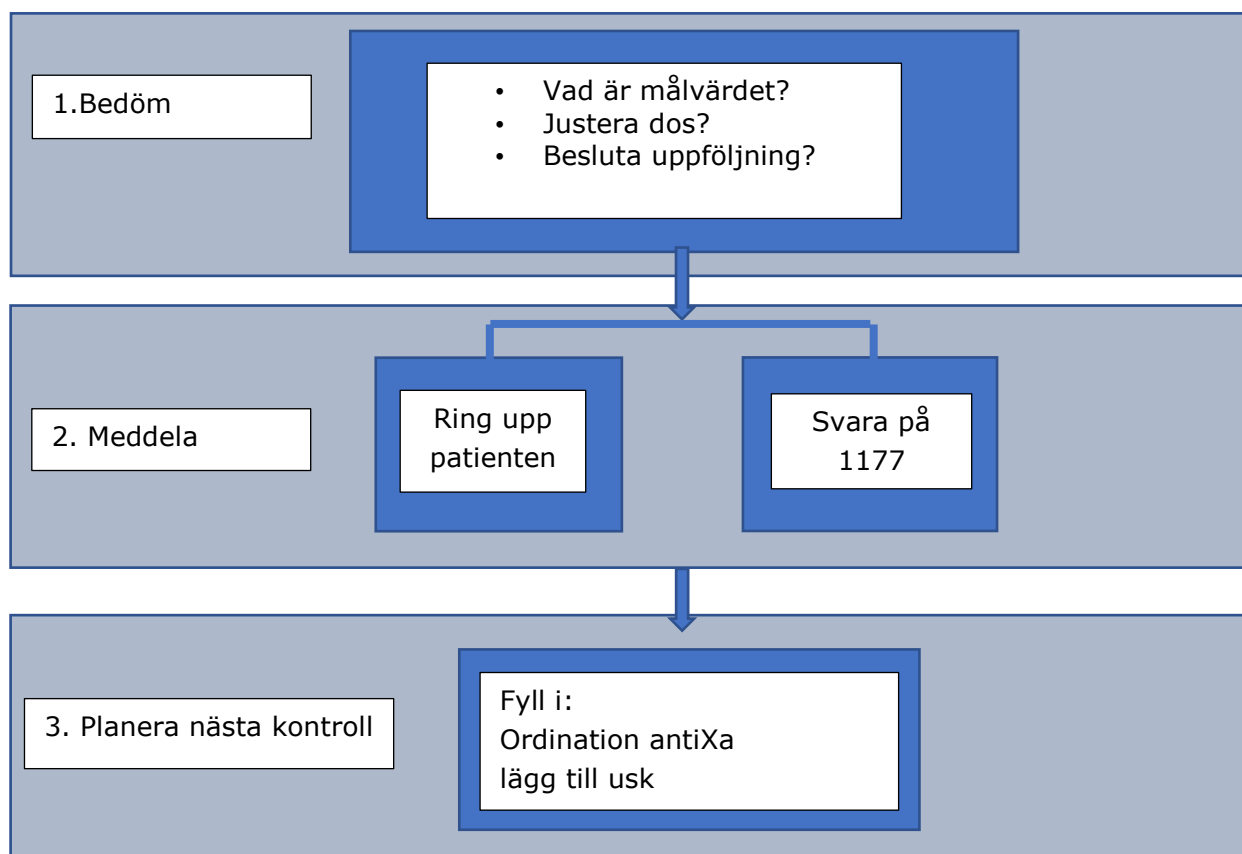 1.Bedöm
• Vad är målvärdet?
• Justera dos?
• Besluta uppföljning?
2. Meddela
Ring upp
patienten
Svara på
1177
3. Planera nästa kontroll
Fyll i:
Ordination antiXa
lägg till usk